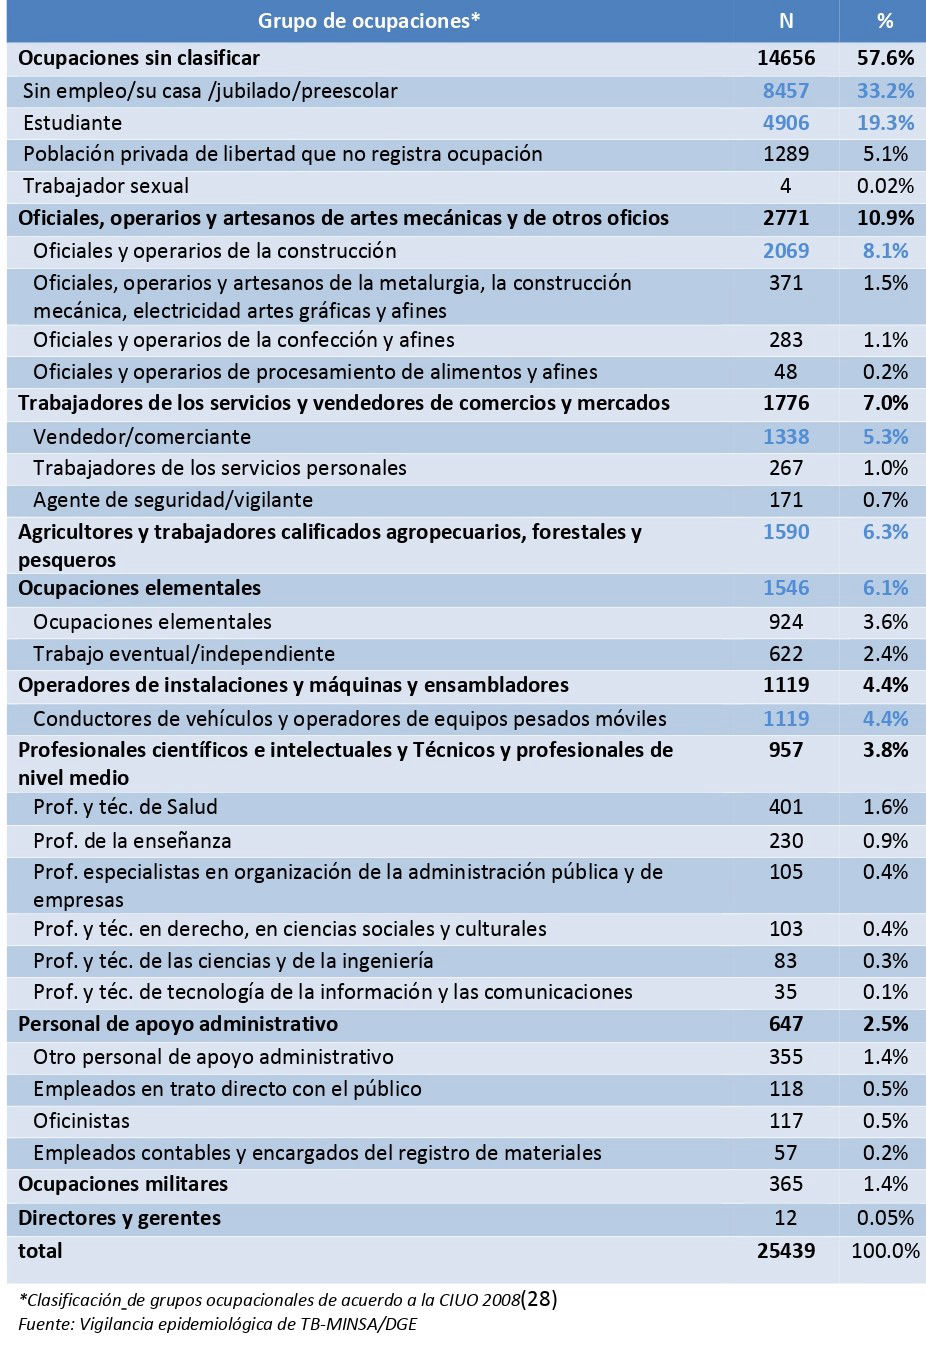 Grupo de ocupaciones* N %
Ocupaciones sin clasificar 14656 57.6%
Sin empleo/su casa /jubilado/preescolar 8457 33.2%
Estudiante 4906 19.3%
Población privada de libertad que no registra ocupación 1289 5.1%
Trabajador sexual 4 0.02%
Oficiales, operarios y artesanos de artes mecánicas y de otros oficios 2771 10.9%
Oficiales y operarios de la construcción 2069 8.1%
Oficiales, operarios y artesanos de la metalurgia, la construcción 371 1.5%
mecánica, electricidad artes gráficas y afines
Oficiales y operarios de la confección y afines 283 1.1%
Oficiales y operarios de procesamiento de alimentos y afines 48 0.2%
Trabajadores de los servicios y vendedores de comercios y mercados 1776 7.0%
Vendedor/comerciante 1338 5.3%
Trabajadores de los servicios personales 267 1.0%
Agente de seguridad/vigilante 171 0.7%
Agricultores y trabajadores calificados agropecuarios, forestales y 1590 6.3%
pesqueros
Ocupaciones elementales 1546 6.1%
Ocupaciones elementales 924 3.6%
Trabajo eventual/independiente 622 2.4%
Operadores de instalaciones y máquinas y ensambladores 1119 4.4%
Conductores de vehículos y operadores de equipos pesados móviles 1119 4.4%
Profesionales científicos e intelectuales y Técnicos y profesionales de 957 3.8%
nivel medio
Prof. y téc. de Salud 401 1.6%
Prof. de la enseñanza 230 0.9%
Prof. especialistas en organización de la administración pública y de 105 0.4%
empresas
Prof. y téc. en derecho, en ciencias sociales y culturales 103 0.4%
Prof. y téc. de las ciencias y de la ingeniería 83 0.3%
Prof. y téc. de tecnología de la información y las comunicaciones 35 0.1%
Personal de apoyo administrativo 647 2.5%
Otro personal de apoyo administrativo 355 1.4%
Empleados en trato directo con el público 118 0.5%
Oficinistas 117 0.5%
Empleados contables y encargados del registro de materiales 57 0.2%
Ocupaciones militares 365 1.4%
Directores y gerentes 12 0.05%
total 25439 100.0%
*Clasificación_de grupos ocupacionales de acuerdo a la CIUO 2008(28)
Fuente: Vigilancia epidemiológica de TB-MINSA/DGE